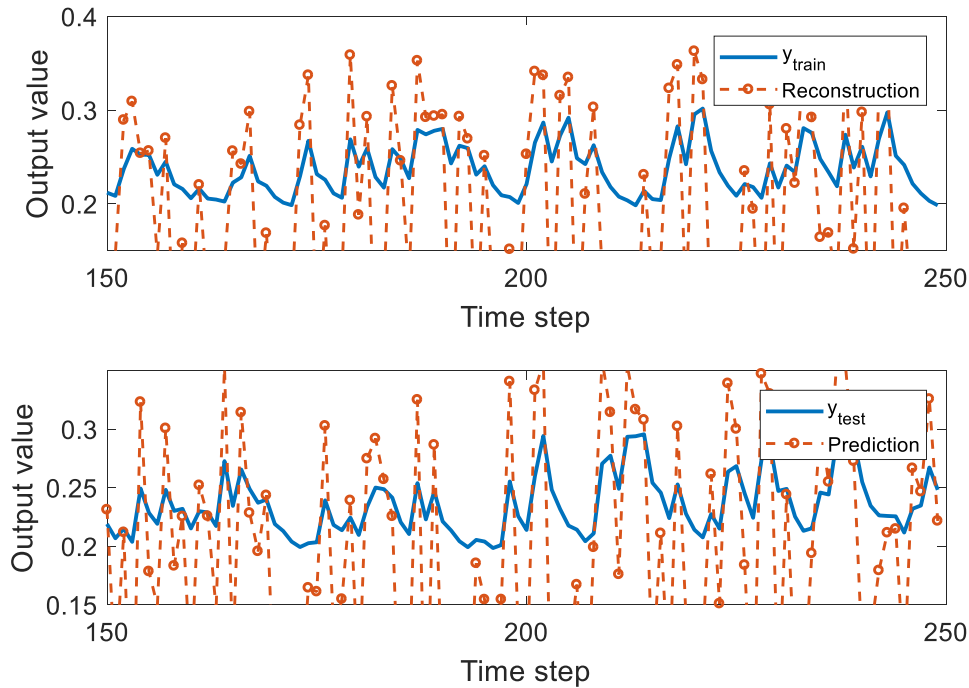 0.4
0.3
0.2
Output value
150
200
250
Time step
y_train
Reconstruction
0.3
0.25
0.2
0.15
Output value
150
200
250
Time step
y_test
Prediction